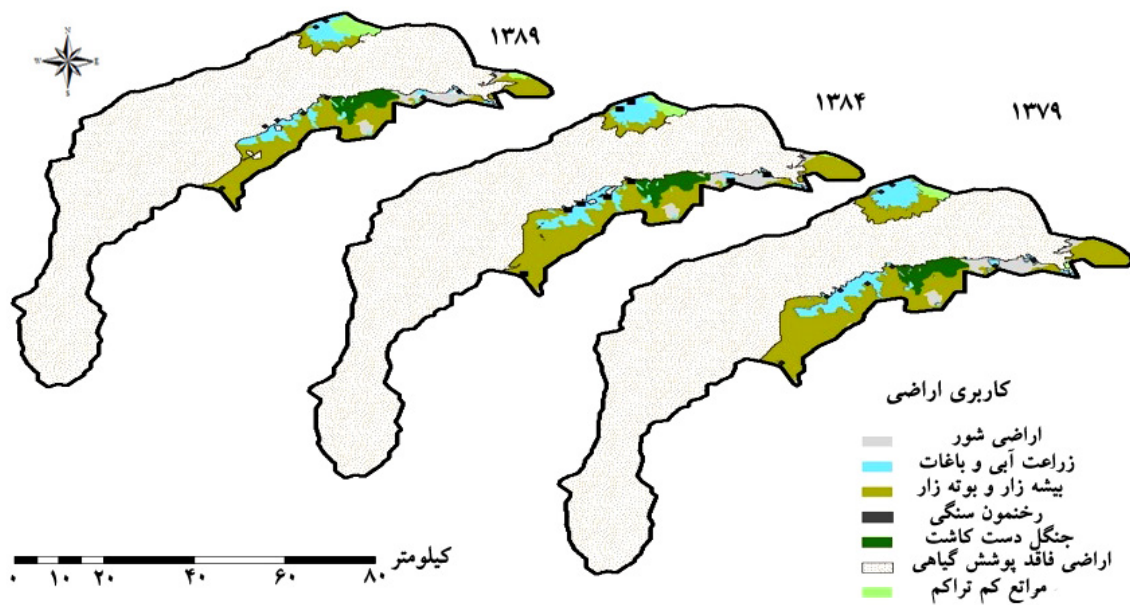 N
W E
S
۱۳۸۹
۱۳۸۴
۱۳۷۹
کاربری اراضی
اراضی شور
زراعت آبی و باغات
بیشه زار و بوته زار
رخنمون سنگی
جنگل دست کاشت
اراضی فاقد پوشش گیاهی
مراتع کم تراکم
کیلومتر
۰ ۱۰ ۲۰ ۴۰ ۶۰ ۸۰